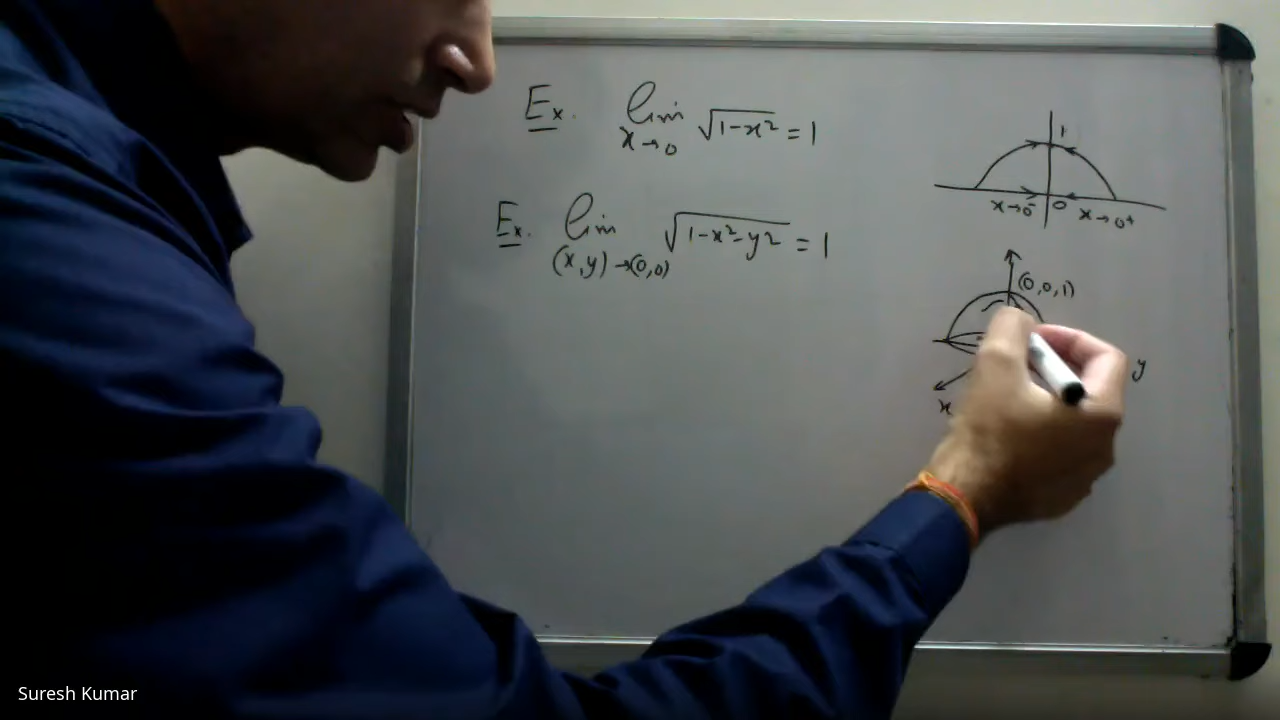 Ex. lim √1-x² = 1
x→0
1
x→0⁻ 0 x→0⁺
Ex. lim √1-x²-y² = 1
(x,y)→(0,0)
(0,0,1)
y
x
Suresh Kumar